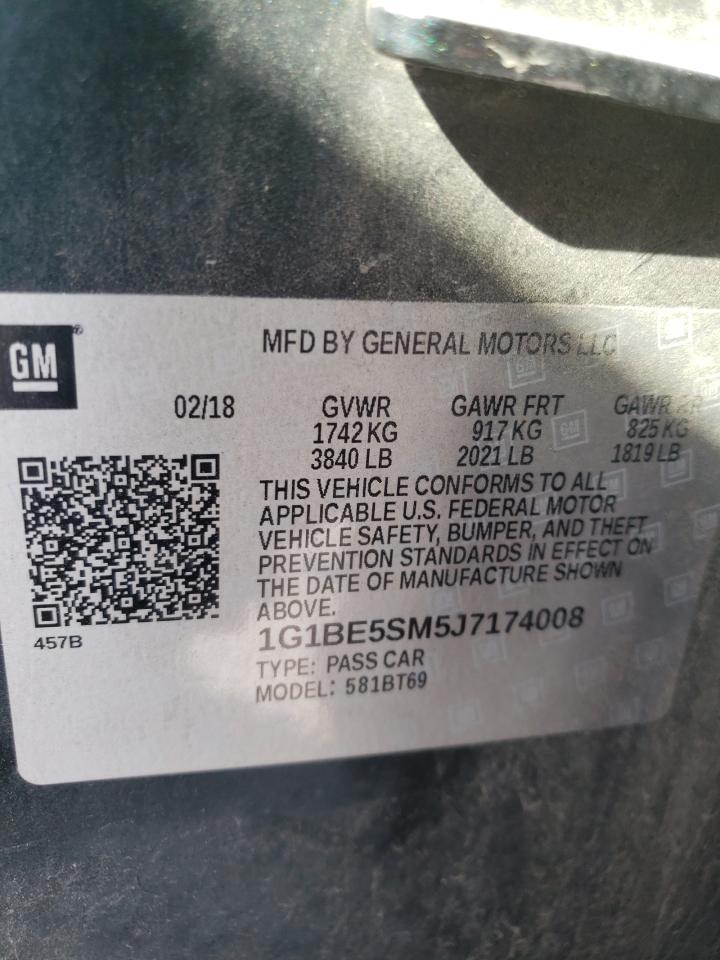 GM
MFD BY GENERAL MOTORS LLC
02/18 GVWR GAWR FRT GAWR RR
1742 KG 917 KG 825 KG
3840 LB 2021 LB 1819 LB
THIS VEHICLE CONFORMS TO ALL
APPLICABLE U.S. FEDERAL MOTOR
VEHICLE SAFETY, BUMPER, AND THEFT
PREVENTION STANDARDS IN EFFECT ON
THE DATE OF MANUFACTURE SHOWN
ABOVE.
457B
1G1BE5SM5J7174008
TYPE: PASS CAR
MODEL: 581BT69